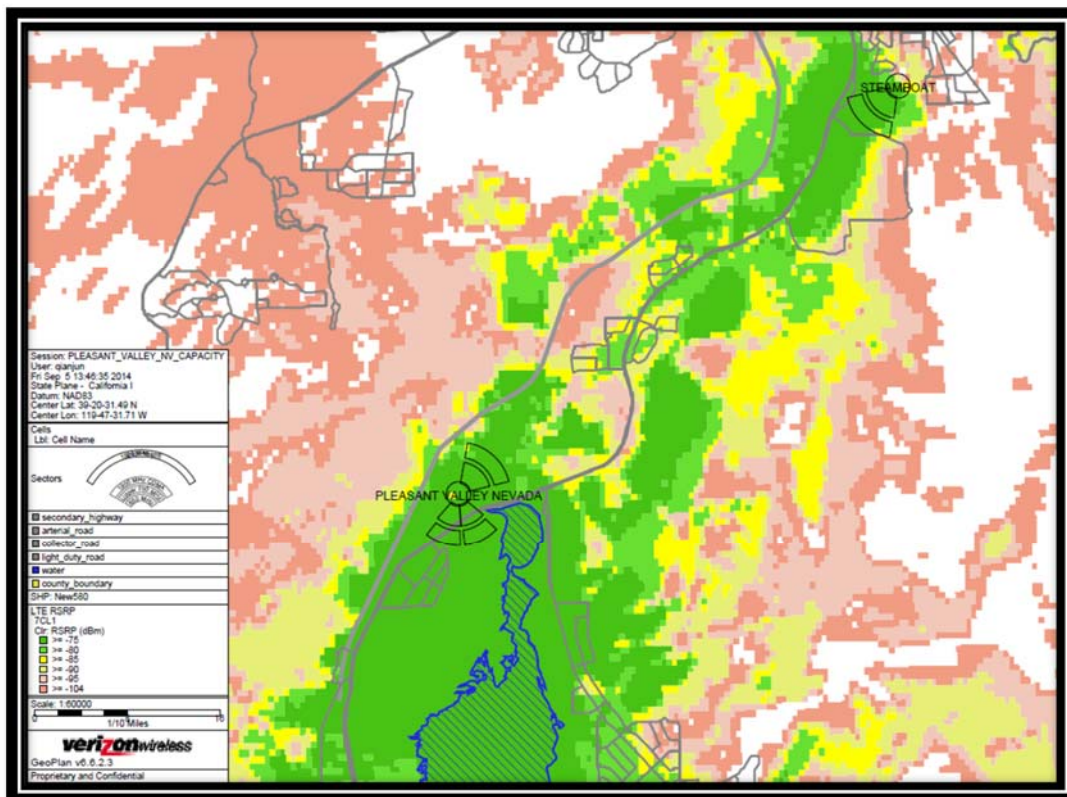 STEAMBOAT
PLEASANT VALLEY NEVADA
Session: PLEASANT_VALLEY_NV_CAPACITY
User: qianjun
Fri Sep 5 13:46:35 2014
State Plane - California I
Datum: NAD83
Center Lat: 39-20-31.49 N
Center Lon: 119-47-31.71 W
Cells
Lbl: Cell Name
Sectors
secondary_highway
arterial_road
collector_road
light_duty_road
water
county_boundary
SHP: New580
LTE RSRP
7CL1
Clr: RSRP (dBm)
>= -75
>= -80
>= -85
>= -90
>= -95
>= -104
Scale: 1:60000
0
16
1/10 Miles
verizonwireless
GeoPlan v6.6.2.3
Proprietary and Confidential